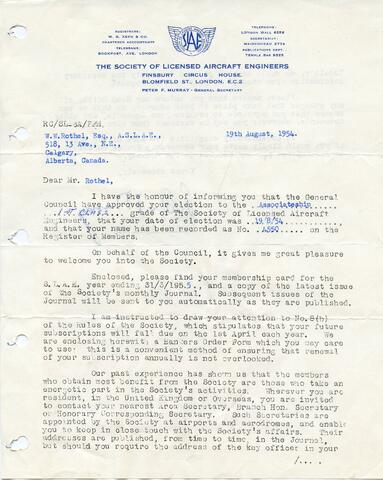 REGISTRARS:
W. B. KEEN & CO.
CHARTERED ACCOUNTANTS
TELEGRAMS:
BOOKPOST, AVE, LONDON
TELEPHONE:
LONDON WALL
SECRETARIAT:
PUBLICATIONS DEPT.
TEMPLE BAR
THE SOCIETY OF LICENSED AIRCRAFT ENGINEERS
FINSBURY CIRCUS HOUSE,
BLOMFIELD ST., LONDON, E.C.2
PETER F. MURRAY - GENERAL SECRETARY
W.W.Rothel, Esq., A.S.L.A.E.,
518, 13 Ave., N.E.,
Calgary,
Alberta, Canada.
19th August, 1954.
Dear Mr. Rothel,
I have the honour of informing you that the General
Council have approved your election to the Associateship
1st CLASS grade of The Society of Licensed Aircraft
Engineers, that your date of election was 19/8/54
and that your name has been recorded as No. A550 on the
Register of Members.
On behalf of the Council, it gives me great pleasure
to welcome you into the Society.
Enclosed, please find your membership card for the
S.L.A.E. year ending 31/3/1955., and a copy of the latest issue
of the Society's monthly Journal. Subsequent issues of the
Journal will be sent to you automatically as they are published.
I am instructed to draw your attention to No.8(b)
of the Rules of the Society, which stipulates that your future
subscriptions will fall due on the 1st April each year. We
are enclosing herewith a Bankers Order Form which you may care
to use: this is a convenient method of ensuring that renewal
of your subscription annually is not overlooked.
Our past experience has shown us that the members
who obtain most benefit from the Society are those who take an
energetic part in the Society's activities. Wherever you are
resident, in the United Kingdom or Overseas, you are invited
to contact your nearest Area Secretary, Branch Hon. Secretary
or Honorary Corresponding Secretary. Such Secretaries are
appointed by the Society at airports and aerodromes, and enable
you to keep in close touch with the Society's affairs. Their
addresses are published, from time to time, in the Journal,
but should you require the address of the key officer in your
/....